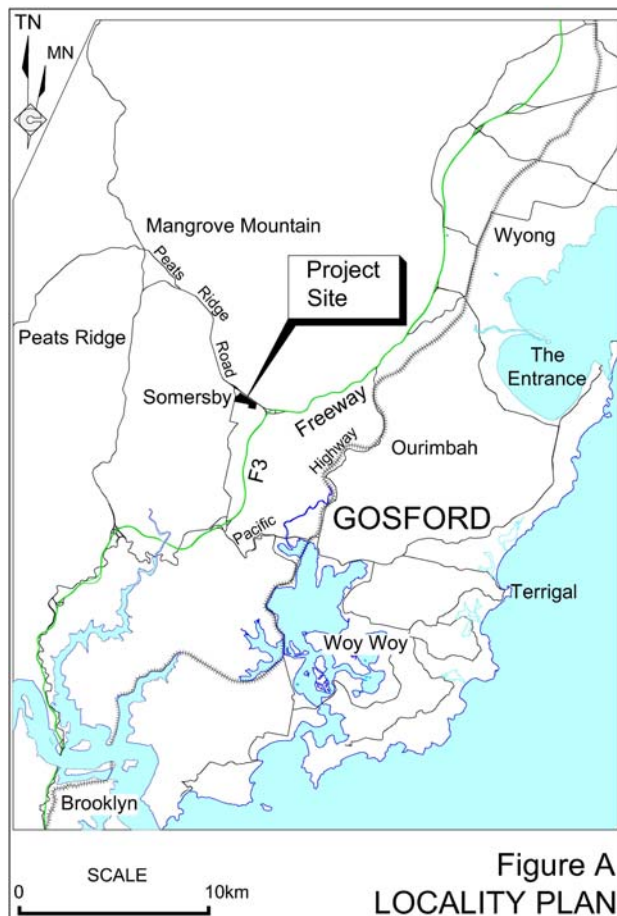 TN
MN
Mangrove Mountain
Peats
Ridge
Road
Project
Site
Wyong
Peats Ridge
The
Entrance
Somersby
Freeway
F3
Highway
Pacific
Ourimbah
GOSFORD
Terrigal
Woy Woy
Brooklyn
SCALE
0 10km
Figure A
LOCALITY PLAN